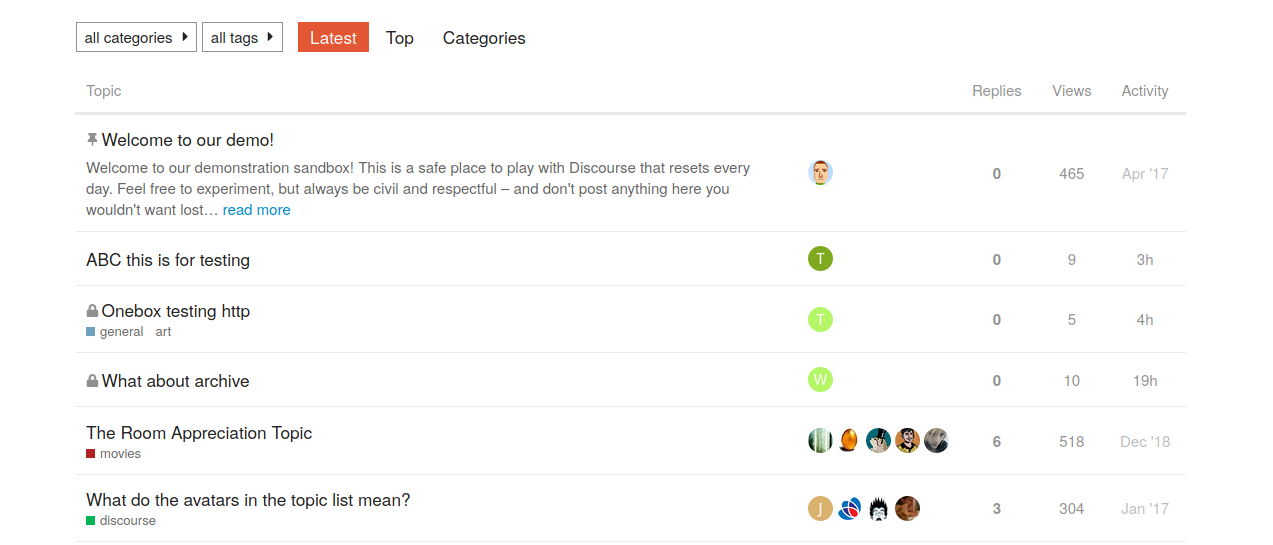 all categories all tags Latest Top Categories
Topic Replies Views Activity
Welcome to our demo!
Welcome to our demonstration sandbox! This is a safe place to play with Discourse that resets every
day. Feel free to experiment, but always be civil and respectful – and don't post anything here you
wouldn't want lost… read more
0 465 Apr '17
ABC this is for testing T 0 9 3h
Onebox testing http
general art
T 0 5 4h
What about archive W 0 10 19h
The Room Appreciation Topic
movies
6 518 Dec '18
What do the avatars in the topic list mean?
discourse
J 3 304 Jan '17